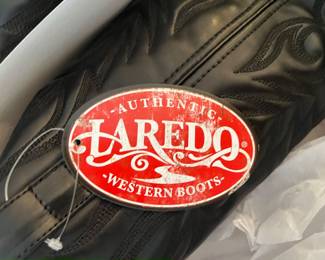 -AUTHENTIC-
LAREDO®
-WESTERN BOOTS-